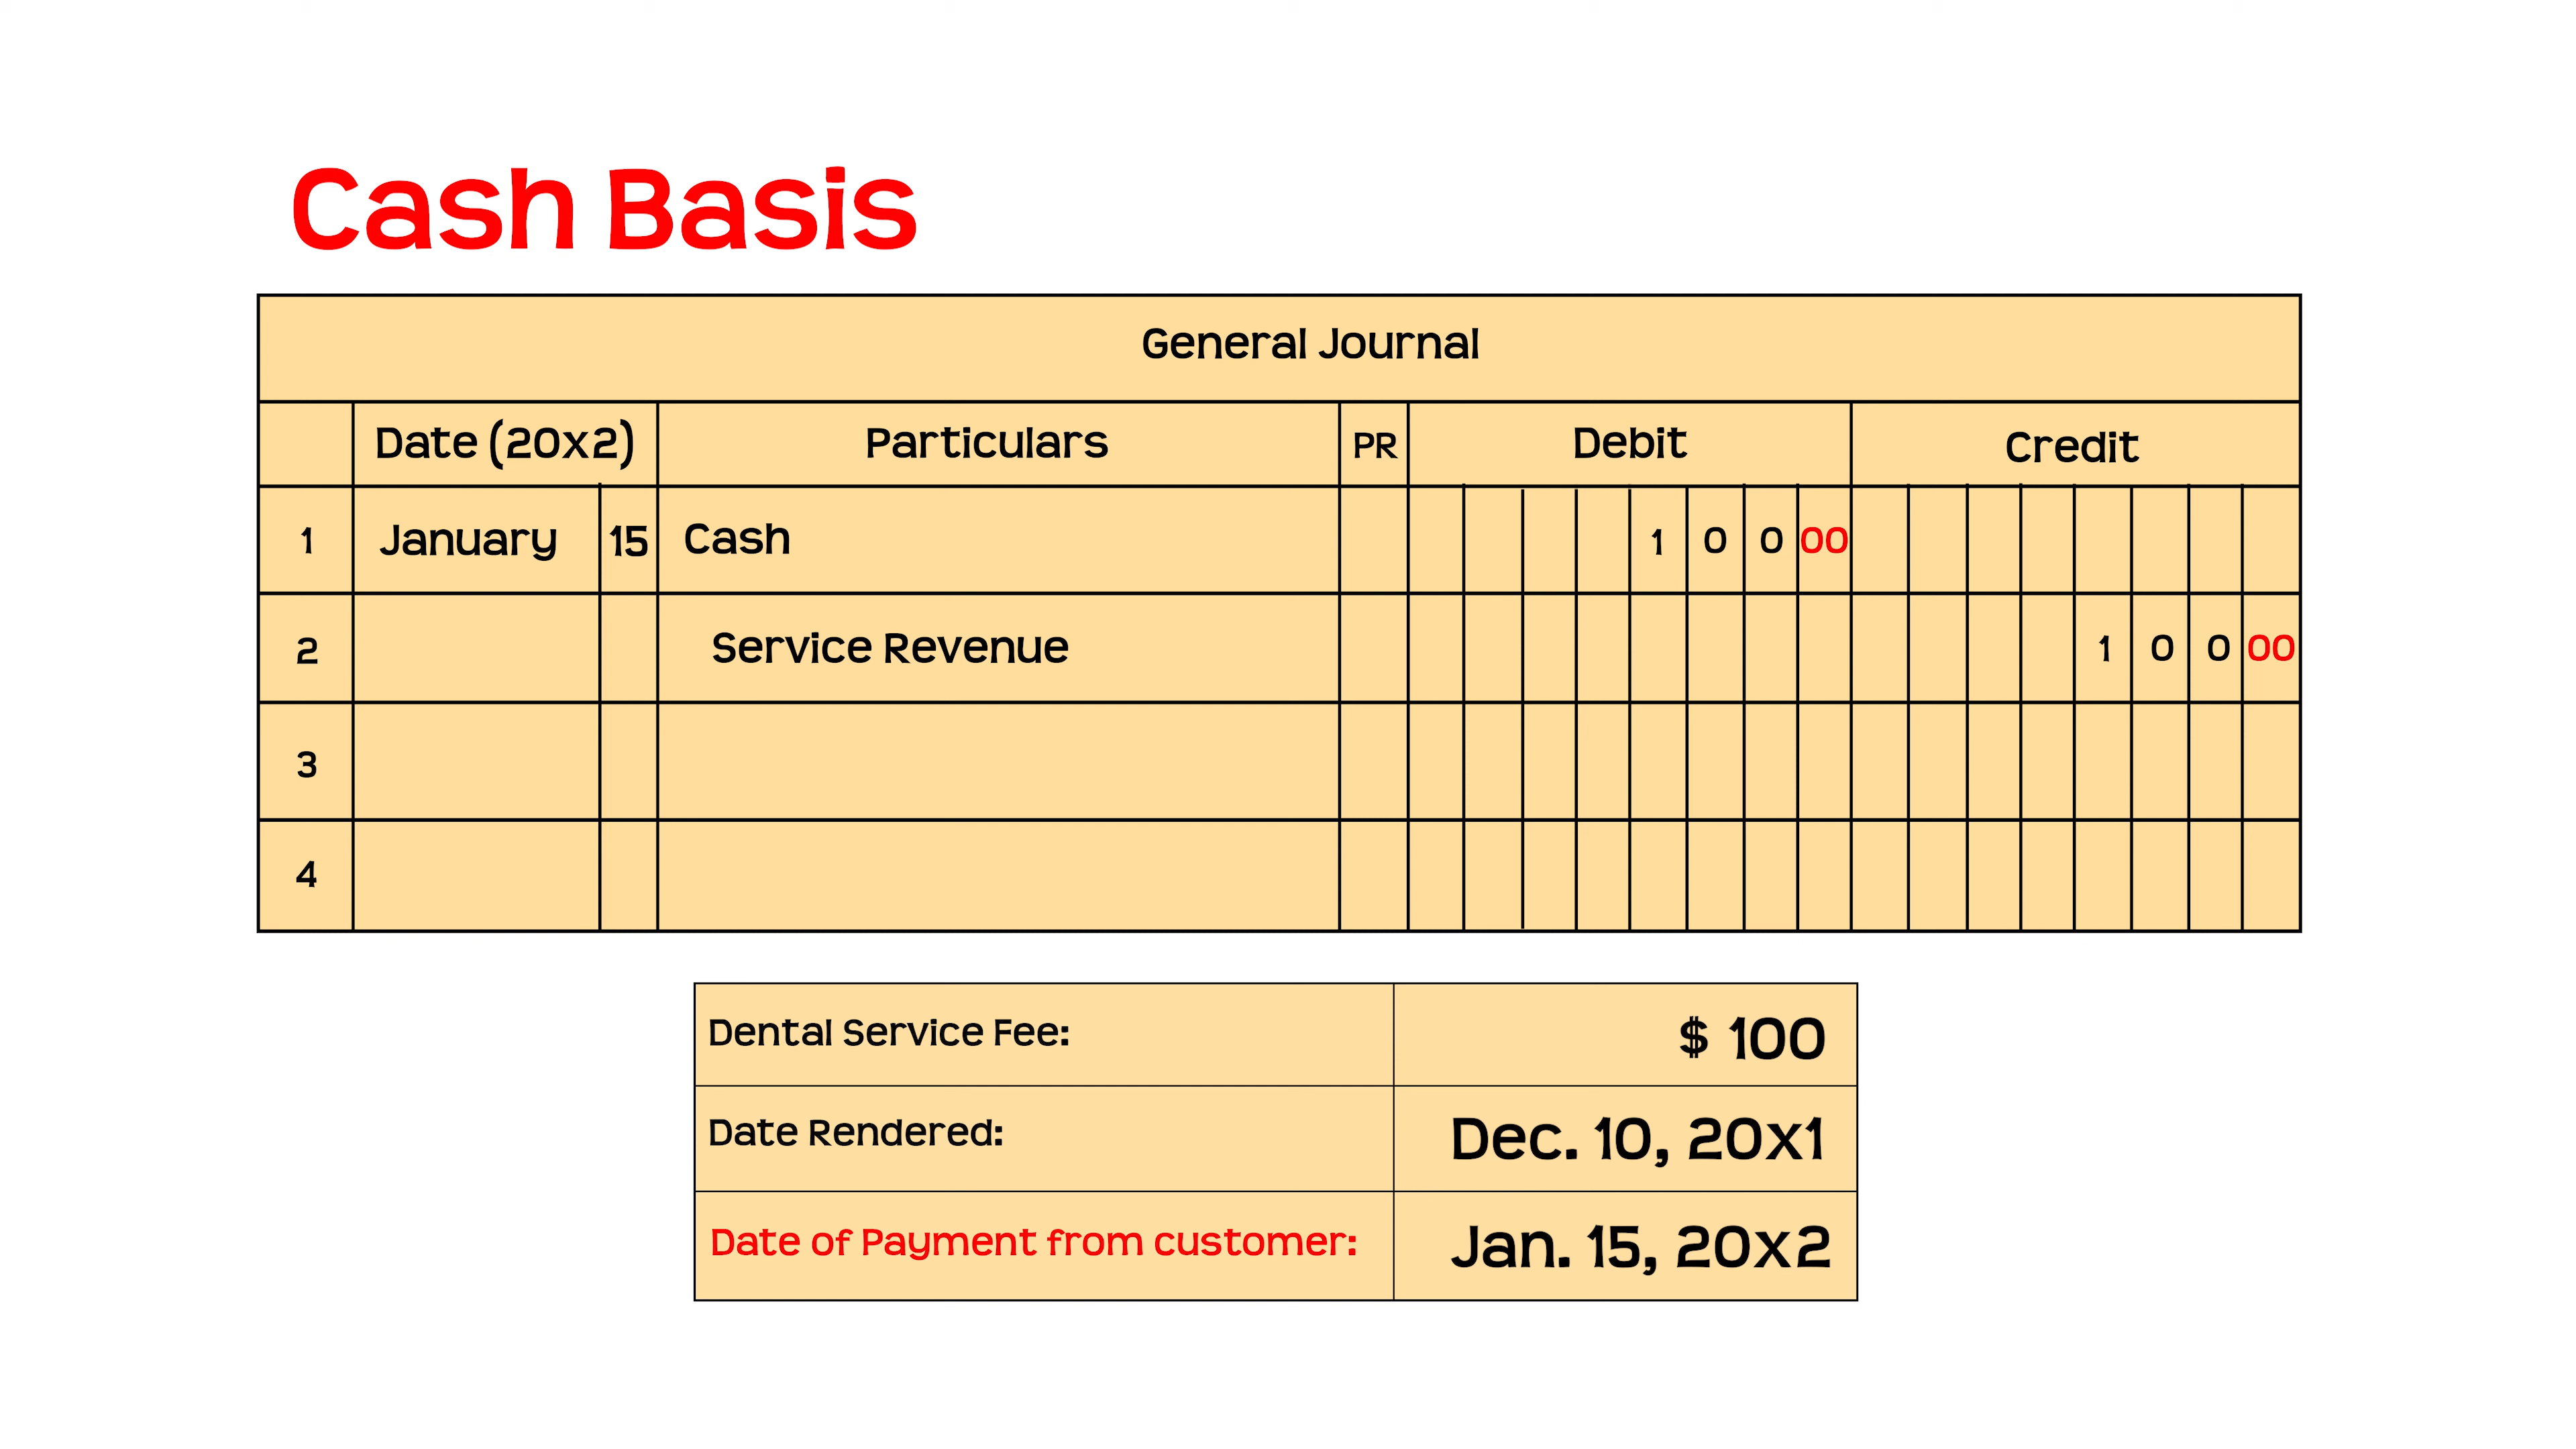 Cash Basis
General Journal
Date (20x2) Particulars PR Debit Credit
1 January 15 Cash 1 0 0 00
2 Service Revenue 1 0 0 00
3
4
Dental Service Fee: $ 100
Date Rendered: Dec. 10, 20x1
Date of Payment from customer: Jan. 15, 20x2